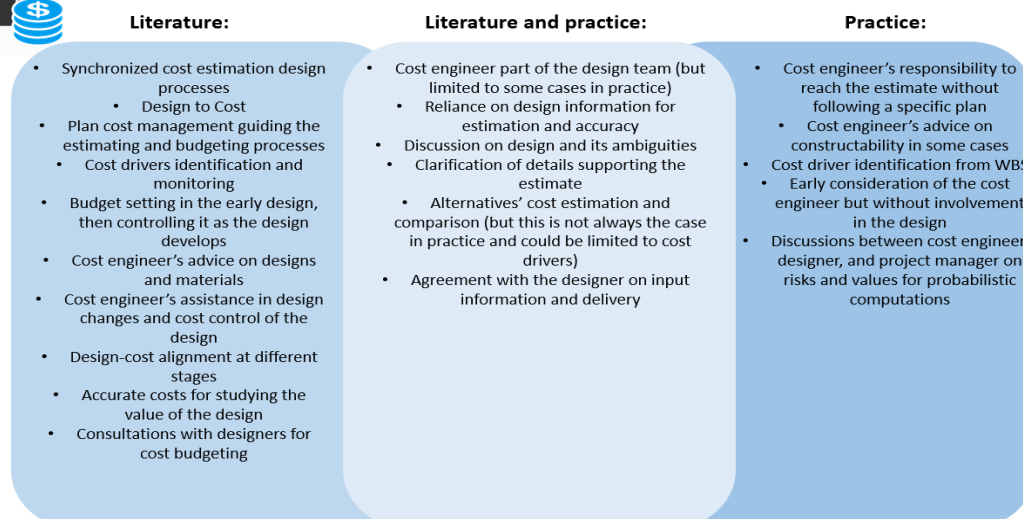 $
Literature:
Literature and practice:
Practice:
• Synchronized cost estimation design
processes
• Design to Cost
• Plan cost management guiding the
estimating and budgeting processes
• Cost drivers identification and
monitoring
• Budget setting in the early design,
then controlling it as the design
develops
• Cost engineer’s advice on designs
and materials
• Cost engineer’s assistance in design
changes and cost control of the
design
• Design-cost alignment at different
stages
• Accurate costs for studying the
value of the design
• Consultations with designers for
cost budgeting
• Cost engineer part of the design team (but
limited to some cases in practice)
• Reliance on design information for
estimation and accuracy
• Discussion on design and its ambiguities
• Clarification of details supporting the
estimate
• Alternatives’ cost estimation and
comparison (but this is not always the case
in practice and could be limited to cost
drivers)
• Agreement with the designer on input
information and delivery
• Cost engineer’s responsibility to
reach the estimate without
following a specific plan
• Cost engineer’s advice on
constructability in some cases
• Cost driver identification from WBS
• Early consideration of the cost
engineer but without involvement
in the design
• Discussions between cost engineer,
designer, and project manager on
risks and values for probabilistic
computations